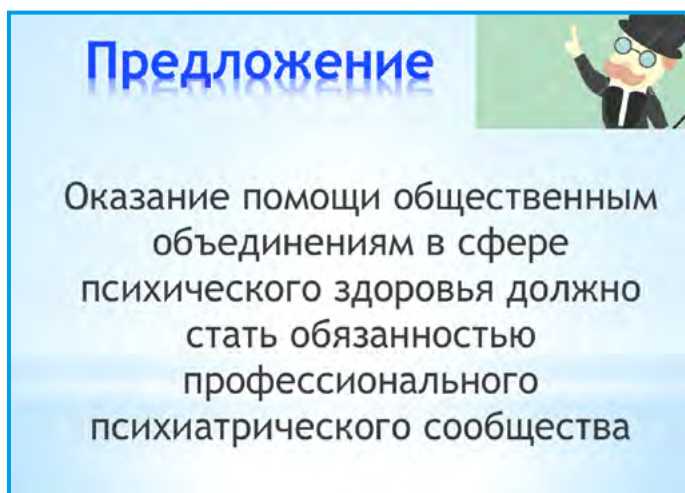 Предложение
Оказание помощи общественным
объединениям в сфере
психического здоровья должно
стать обязанностью
профессионального
психиатрического сообщества